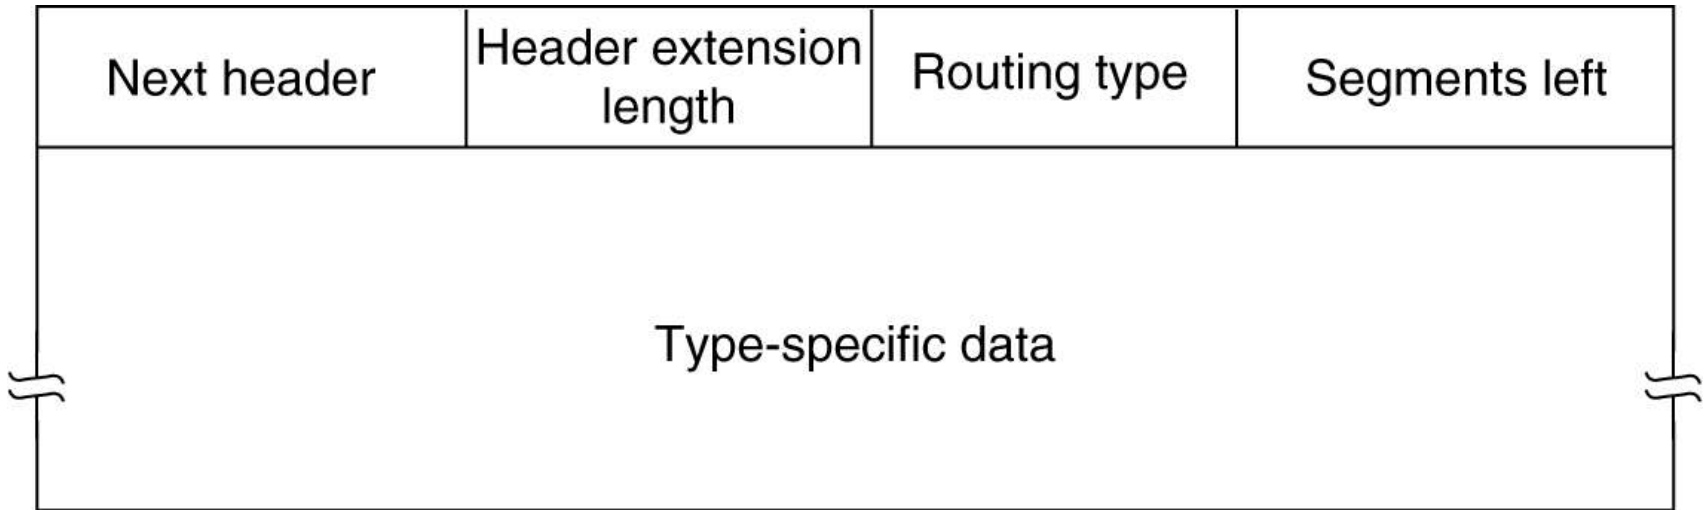 Next header
Header extension
length
Routing type
Segments left
Type-specific data